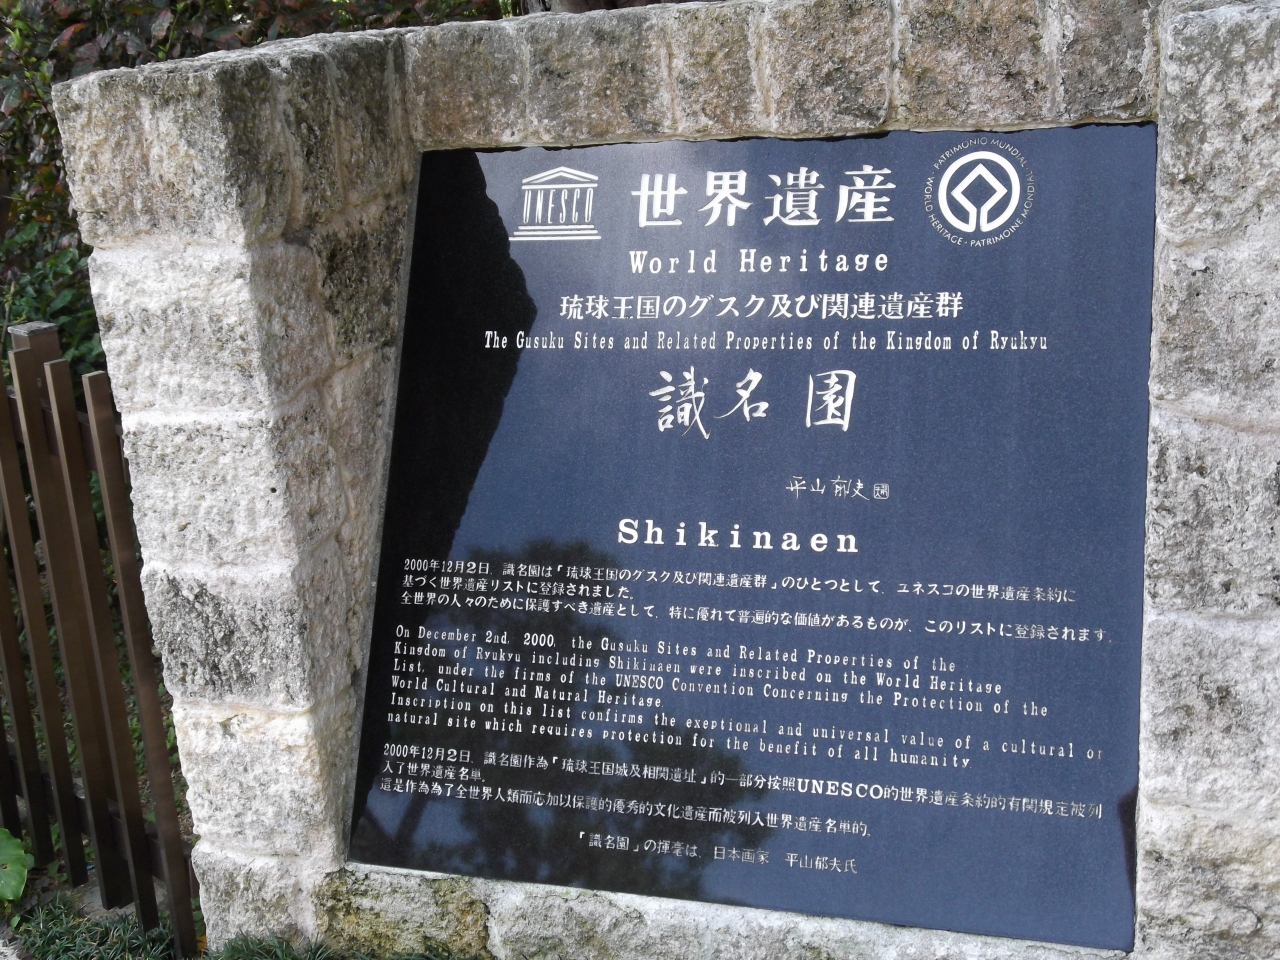 UNESCO
世界遺産
WORLD HERITAGE · PATRIMOINE MONDIAL · PATRIMONIO MUNDIAL
World Heritage
琉球王国のグスク及び関連遺産群
The Gusuku Sites and Related Properties of the Kingdom of Ryukyu
識名園
平山郁夫
Shikinaen
2000年12月2日、識名園は「琉球王国のグスク及び関連遺産群」のひとつとして、ユネスコの世界遺産条約に
基づく世界遺産リストに登録されました。
全世界の人々のために保護すべき遺産として、特に優れて普遍的な価値があるものが、このリストに登録されます。
On December 2nd, 2000, the Gusuku Sites and Related Properties of the
Kingdom of Ryukyu including Shikinaen were inscribed on the World Heritage
List, under the firms of the UNESCO Convention Concerning the Protection of the
World Cultural and Natural Heritage.
Inscription on this list confirms the exeptional and universal value of a cultural or
natural site which requires protection for the benefit of all humanity.
2000年12月2日、識名園作為「琉球王国城及相関遺址」的一部分按照UNESCO的世界遺産条約的有関規定被列
入了世界遺産名単。
這是作為為了全世界人類而応加以保護的優秀的文化遺産而被列入世界遺産名単的。
「識名園」の揮毫は、日本画家 平山郁夫氏